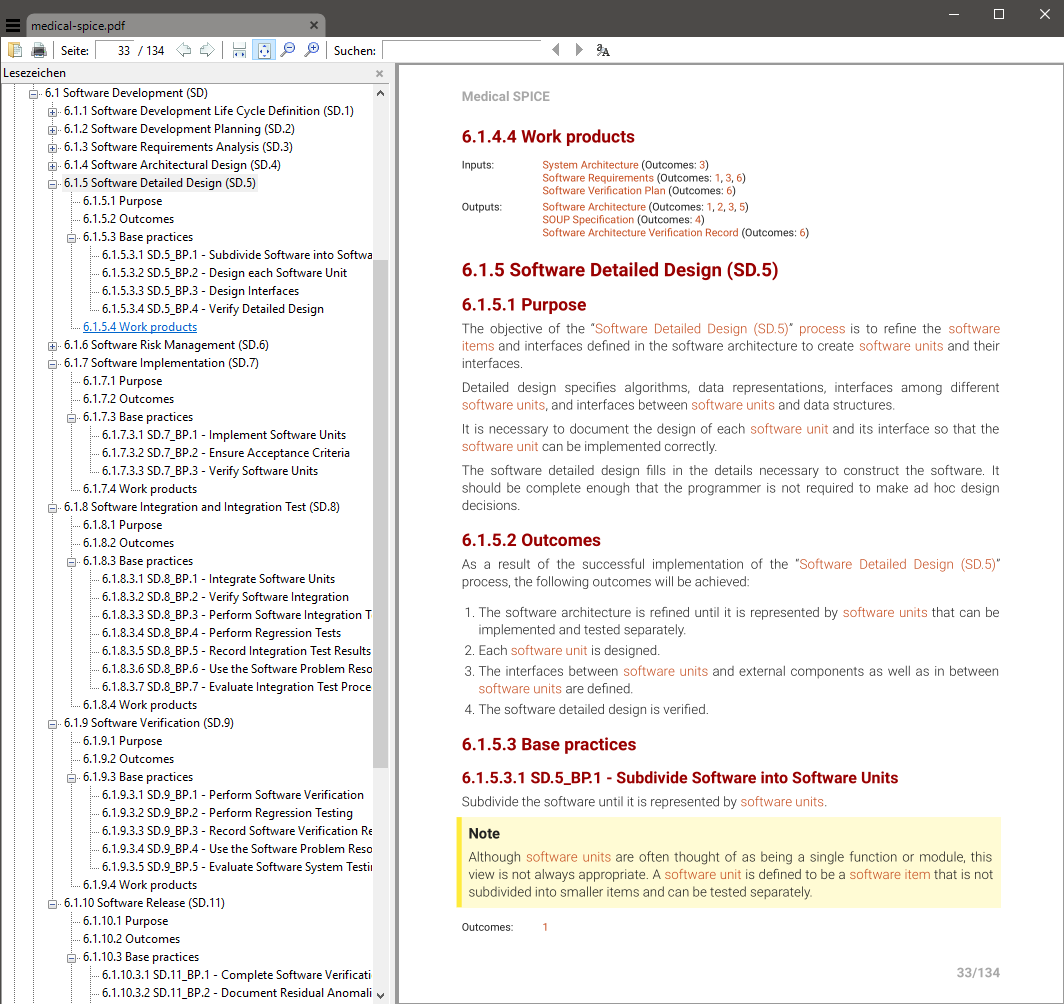 medical-spice.pdf
Seite: 33 / 134 Suchen:
Lesezeichen
6.1 Software Development (SD)
6.1.1 Software Development Life Cycle Definition (SD.1)
6.1.2 Software Development Planning (SD.2)
6.1.3 Software Requirements Analysis (SD.3)
6.1.4 Software Architectural Design (SD.4)
6.1.5 Software Detailed Design (SD.5)
6.1.5.1 Purpose
6.1.5.2 Outcomes
6.1.5.3 Base practices
6.1.5.3.1 SD.5_BP.1 - Subdivide Software into Softwa
6.1.5.3.2 SD.5_BP.2 - Design each Software Unit
6.1.5.3.3 SD.5_BP.3 - Design Interfaces
6.1.5.3.4 SD.5_BP.4 - Verify Detailed Design
6.1.5.4 Work products
6.1.6 Software Risk Management (SD.6)
6.1.7 Software Implementation (SD.7)
6.1.7.1 Purpose
6.1.7.2 Outcomes
6.1.7.3 Base practices
6.1.7.3.1 SD.7_BP.1 - Implement Software Units
6.1.7.3.2 SD.7_BP.2 - Ensure Acceptance Criteria
6.1.7.3.3 SD.7_BP.3 - Verify Software Units
6.1.7.4 Work products
6.1.8 Software Integration and Integration Test (SD.8)
6.1.8.1 Purpose
6.1.8.2 Outcomes
6.1.8.3 Base practices
6.1.8.3.1 SD.8_BP.1 - Integrate Software Units
6.1.8.3.2 SD.8_BP.2 - Verify Software Integration
6.1.8.3.3 SD.8_BP.3 - Perform Software Integration T
6.1.8.3.4 SD.8_BP.4 - Perform Regression Tests
6.1.8.3.5 SD.8_BP.5 - Record Integration Test Results
6.1.8.3.6 SD.8_BP.6 - Use the Software Problem Reso
6.1.8.3.7 SD.8_BP.7 - Evaluate Integration Test Proce
6.1.8.4 Work products
6.1.9 Software Verification (SD.9)
6.1.9.1 Purpose
6.1.9.2 Outcomes
6.1.9.3 Base practices
6.1.9.3.1 SD.9_BP.1 - Perform Software Verification
6.1.9.3.2 SD.9_BP.2 - Perform Regression Testing
6.1.9.3.3 SD.9_BP.3 - Record Software Verification Re
6.1.9.3.4 SD.9_BP.4 - Use the Software Problem Reso
6.1.9.3.5 SD.9_BP.5 - Evaluate Software System Testin
6.1.9.4 Work products
6.1.10 Software Release (SD.11)
6.1.10.1 Purpose
6.1.10.2 Outcomes
6.1.10.3 Base practices
6.1.10.3.1 SD.11_BP.1 - Complete Software Verificati
6.1.10.3.2 SD.11_BP.2 - Document Residual Anomali
Medical SPICE
6.1.4.4 Work products
Inputs: System Architecture (Outcomes: 3)
Software Requirements (Outcomes: 1, 3, 6)
Software Verification Plan (Outcomes: 6)
Outputs: Software Architecture (Outcomes: 1, 2, 3, 5)
SOUP Specification (Outcomes: 4)
Software Architecture Verification Record (Outcomes: 6)
6.1.5 Software Detailed Design (SD.5)
6.1.5.1 Purpose
The objective of the “Software Detailed Design (SD.5)” process is to refine the software
items and interfaces defined in the software architecture to create software units and their
interfaces.
Detailed design specifies algorithms, data representations, interfaces among different
software units, and interfaces between software units and data structures.
It is necessary to document the design of each software unit and its interface so that the
software unit can be implemented correctly.
The software detailed design fills in the details necessary to construct the software. It
should be complete enough that the programmer is not required to make ad hoc design
decisions.
6.1.5.2 Outcomes
As a result of the successful implementation of the “Software Detailed Design (SD.5)”
process, the following outcomes will be achieved:
1. The software architecture is refined until it is represented by software units that can be
implemented and tested separately.
2. Each software unit is designed.
3. The interfaces between software units and external components as well as in between
software units are defined.
4. The software detailed design is verified.
6.1.5.3 Base practices
6.1.5.3.1 SD.5_BP.1 - Subdivide Software into Software Units
Subdivide the software until it is represented by software units.
Note
Although software units are often thought of as being a single function or module, this
view is not always appropriate. A software unit is defined to be a software item that is not
subdivided into smaller items and can be tested separately.
Outcomes: 1
33/134